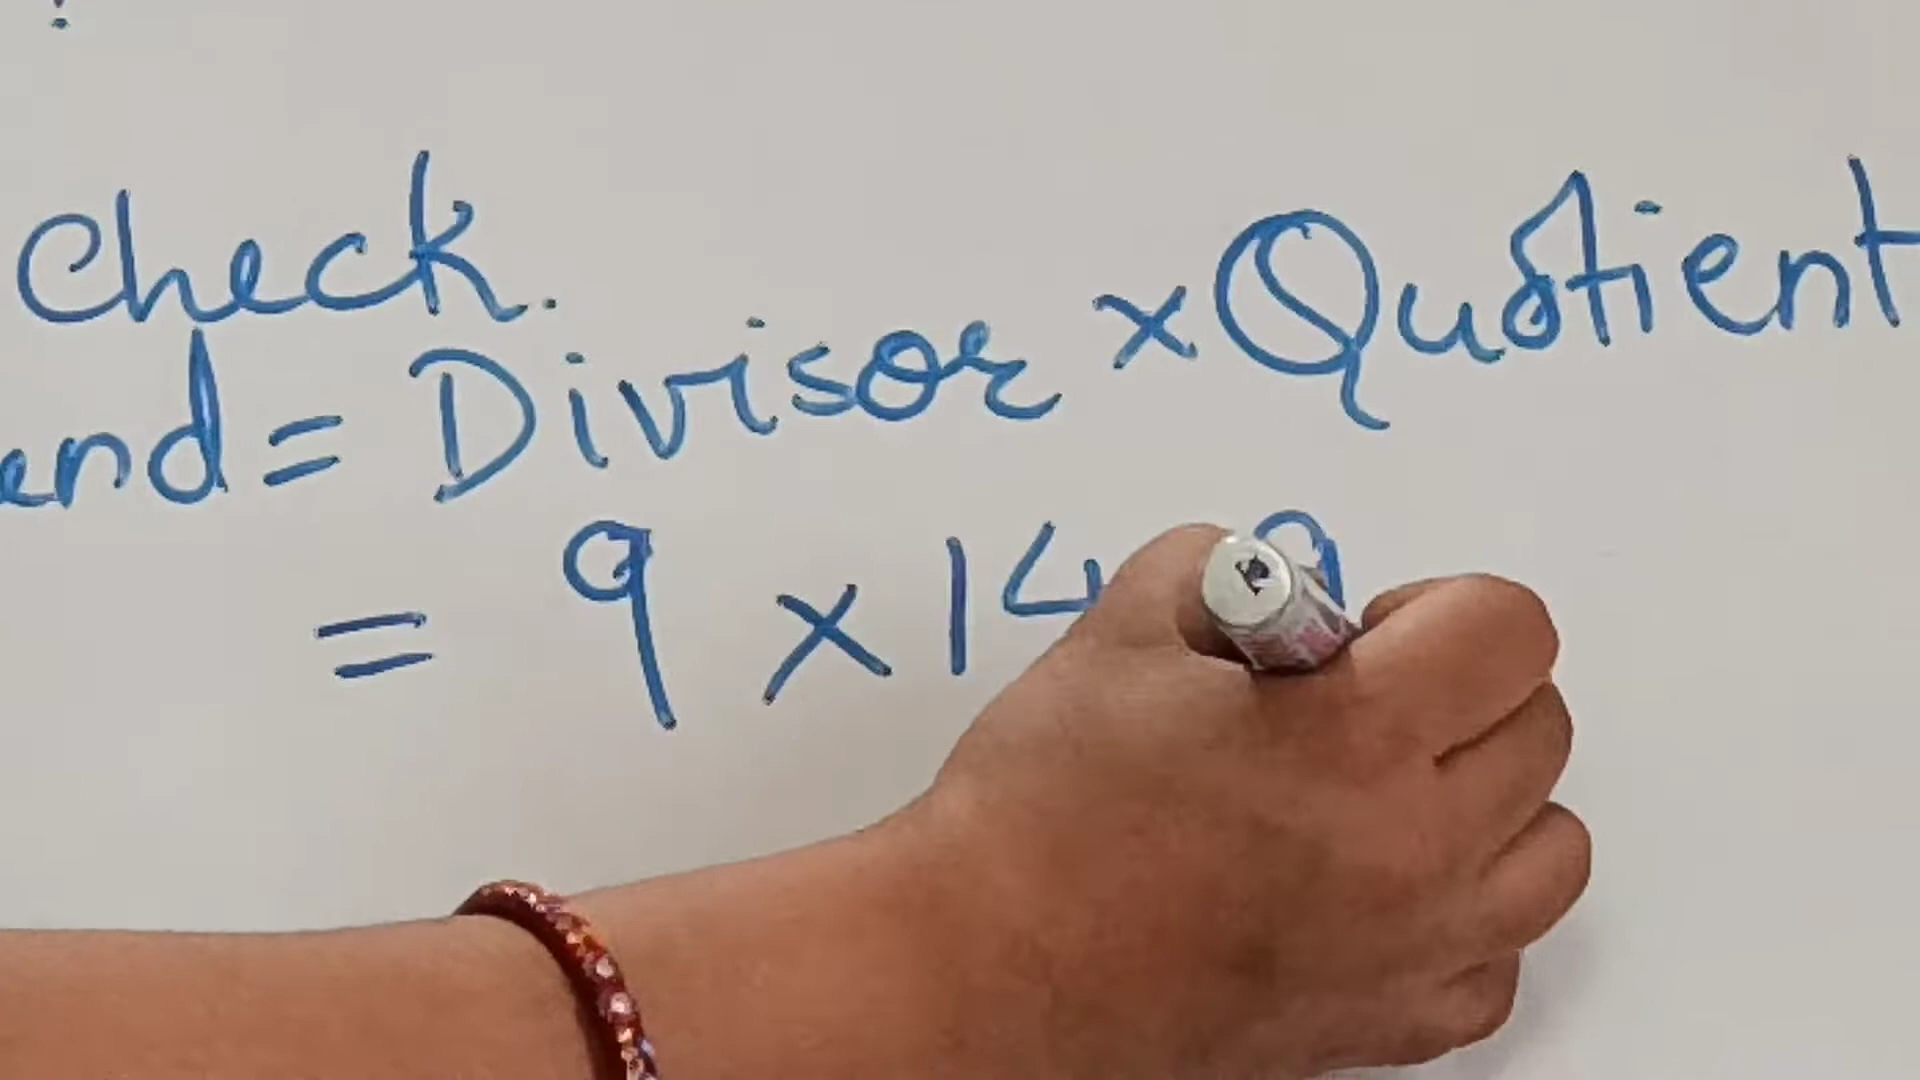 Check.
end = Divisor × Quotient
= 9 × 14